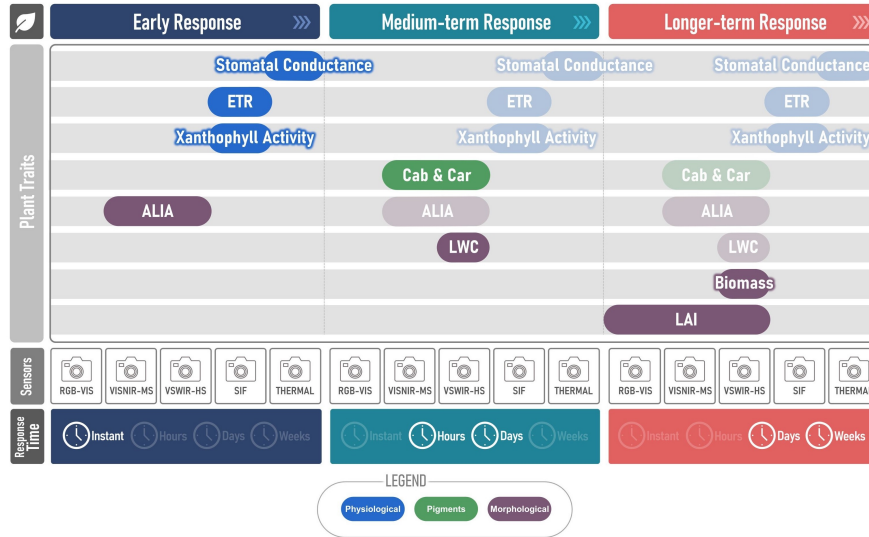 Early Response
Medium-term Response
Longer-term Response
Plant Traits
Stomatal Conductance
Stomatal Conductance
Stomatal Conductance
ETR
ETR
ETR
Xanthophyll Activity
Xanthophyll Activity
Xanthophyll Activity
Cab & Car
Cab & Car
ALIA
ALIA
ALIA
LWC
LWC
Biomass
LAI
Sensors
RGB-VIS
VISNIR-MS
VSWIR-HS
SIF
THERMAL
RGB-VIS
VISNIR-MS
VSWIR-HS
SIF
THERMAL
RGB-VIS
VISNIR-MS
VSWIR-HS
SIF
THERMAL
Response
Time
Instant
Hours
Days
Weeks
Instant
Hours
Days
Weeks
Instant
Hours
Days
Weeks
LEGEND
Physiological
Pigments
Morphological